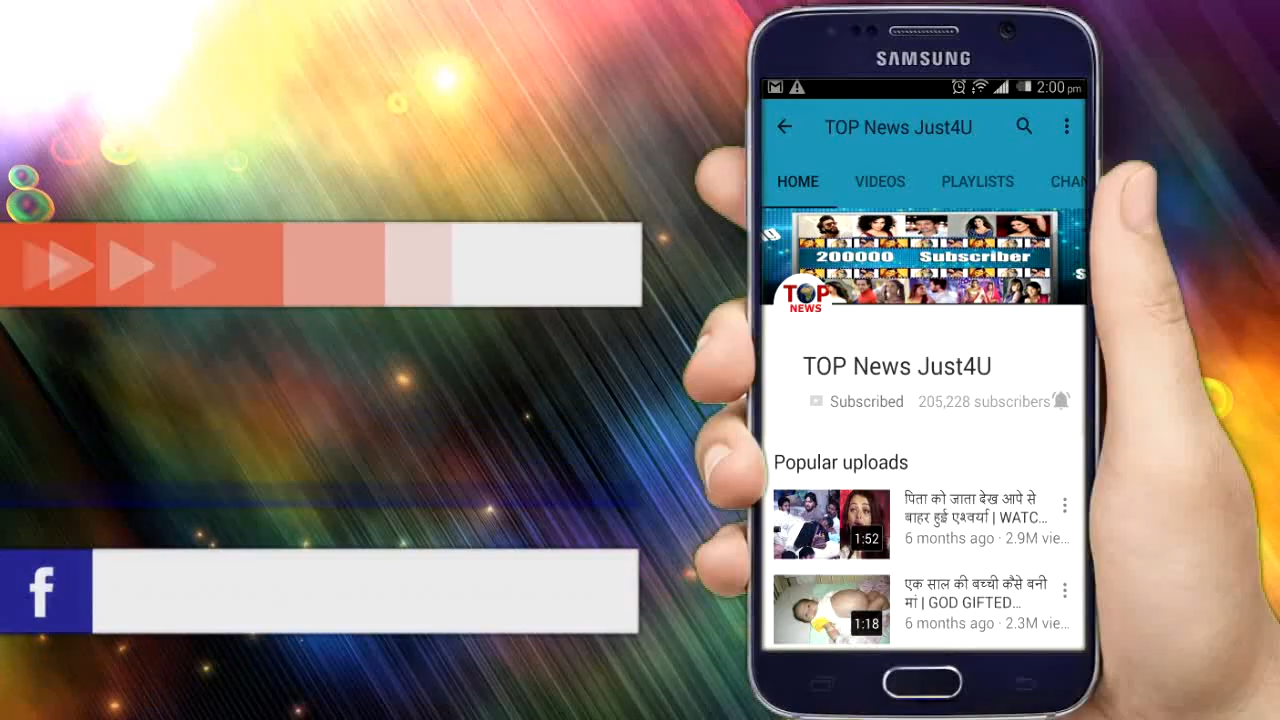 SAMSUNG
2:00 pm
TOP News Just4U
HOME VIDEOS PLAYLISTS CHAN
200000 Subscriber
TOP
NEWS
TOP News Just4U
Subscribed 205,228 subscribers
Popular uploads
पिता को जाता देख आपे से
बाहर हुई एश्वर्या | WATC...
6 months ago · 2.9M vie...
1:52
एक साल की बच्ची कैसे बनी
मां | GOD GIFTED...
6 months ago · 2.3M vie...
1:18
f